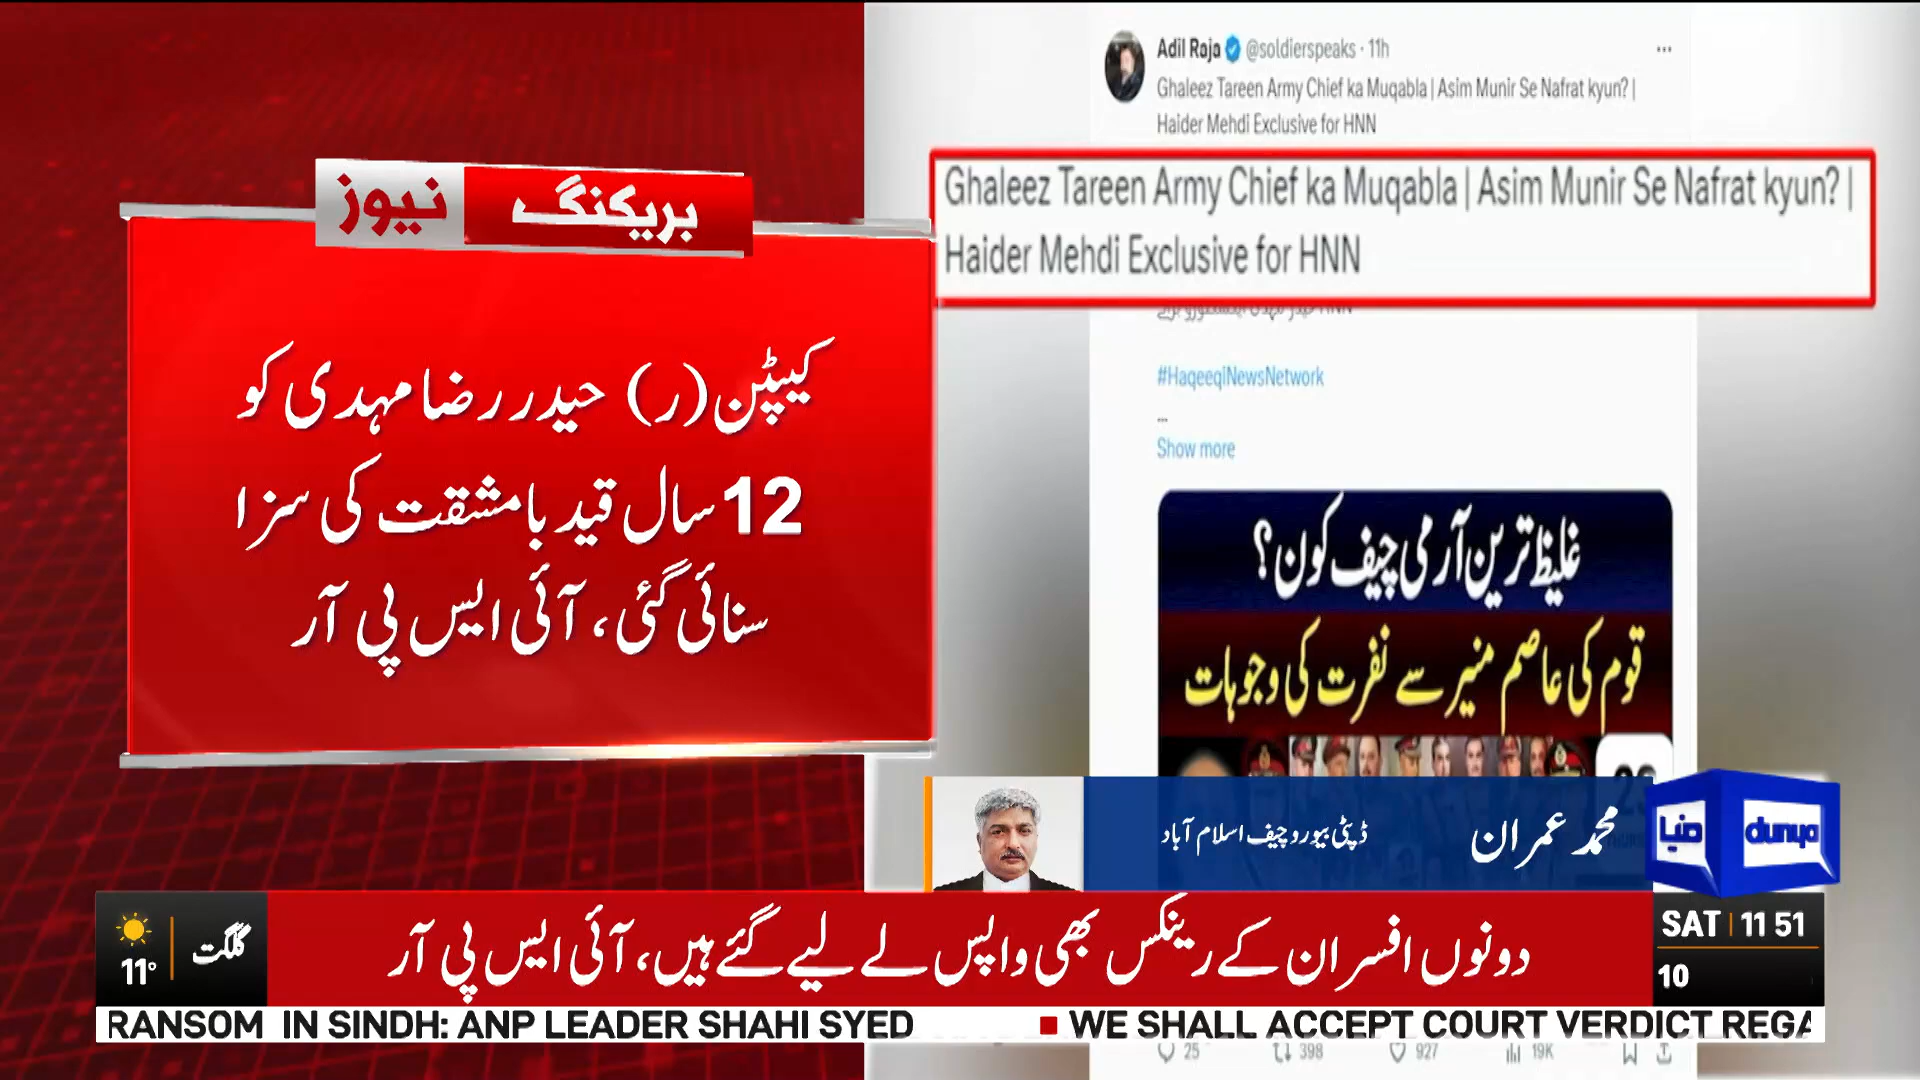 Adil Raja @soldierspeaks · 11h
Ghaleez Tareen Army Chief ka Muqabla | Asim Munir Se Nafrat kyun? |
Haider Mehdi Exclusive for HNN
Ghaleez Tareen Army Chief ka Muqabla | Asim Munir Se Nafrat kyun? |
Haider Mehdi Exclusive for HNN
#HaqeeqiNewsNetwork
...
Show more
غلیظ ترین آرمی چیف کون؟
قوم کی عاصم منیر سے نفرت کی وجوہات
بریکنگ نیوز
کیپٹن (ر) حیدر رضا مہدی کو
12 سال قید بامشقت کی سزا
سنائی گئی، آئی ایس پی آر
محمد عمران
ڈپٹی بیورو چیف اسلام آباد
دنیا dunya
گلگت
11°
دونوں افسران کے رینکس بھی واپس لے لیے گئے ہیں، آئی ایس پی آر
SAT | 11 51
10
RANSOM IN SINDH: ANP LEADER SHAHI SYED
WE SHALL ACCEPT COURT VERDICT REGA
25 398 927 19K